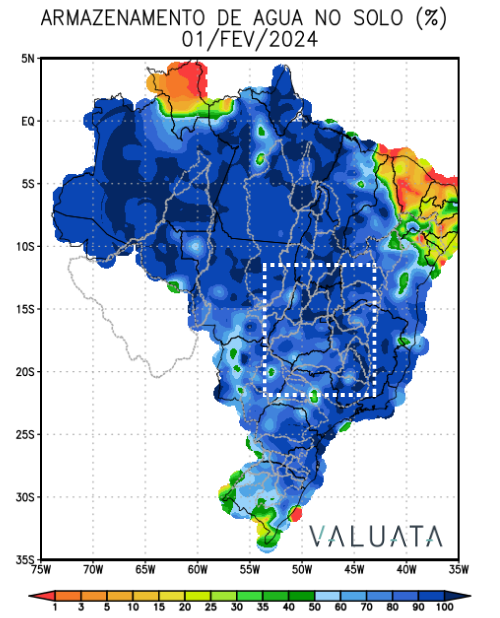 ARMAZENAMENTO DE AGUA NO SOLO (%)
01/FEV/2024
5N
EQ
5S
10S
15S
20S
25S
30S
35S
75W 70W 65W 60W 55W 50W 45W 40W 35W
VALUATA
1 3 5 10 15 20 25 35 40 50 60 70 80 90 100